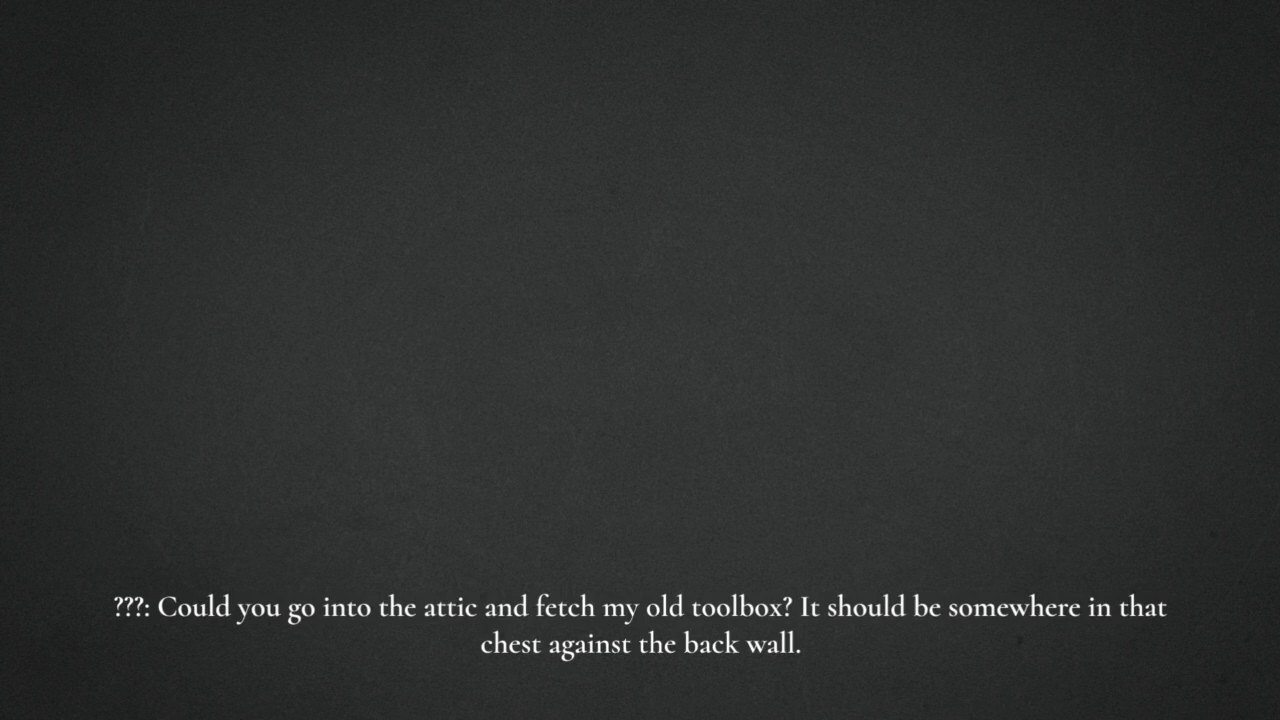 ???: Could you go into the attic and fetch my old toolbox? It should be somewhere in that
chest against the back wall.